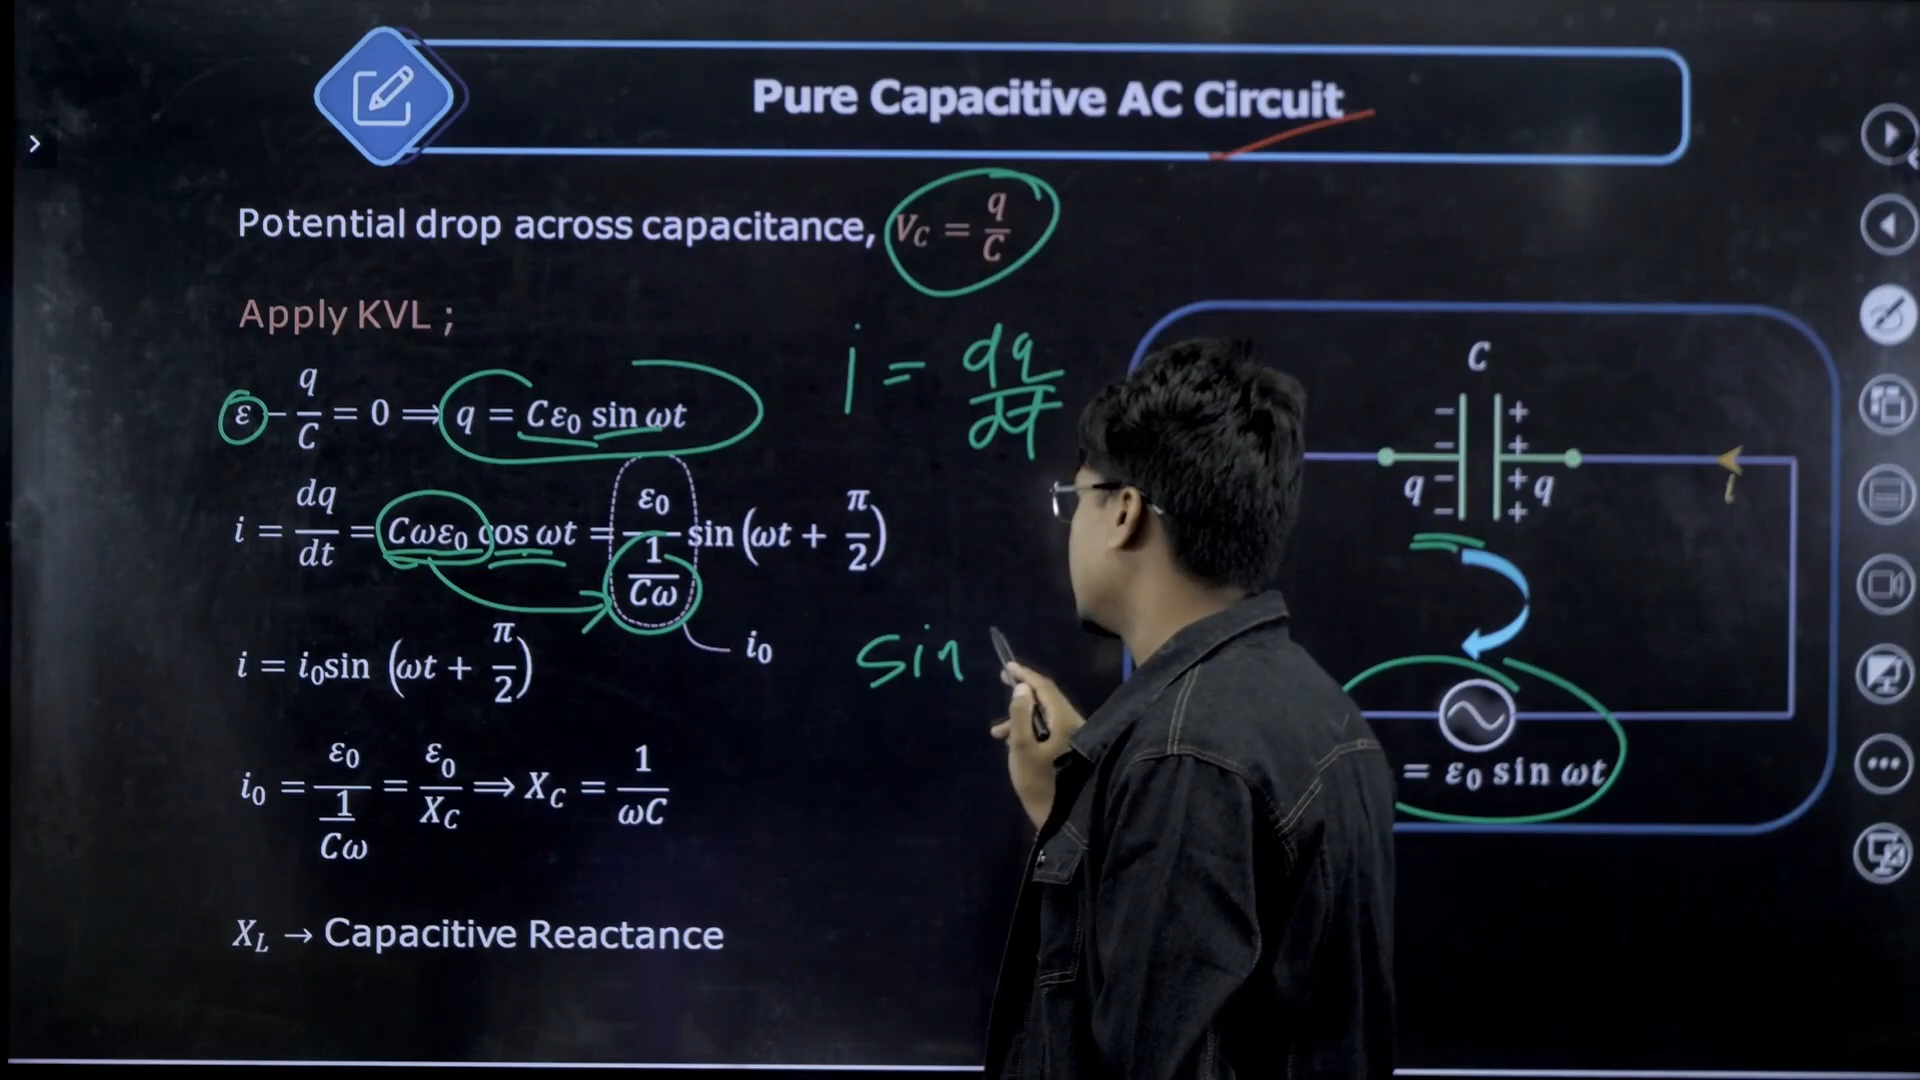 Pure Capacitive AC Circuit
Potential drop across capacitance, V_C = q/C
Apply KVL ;
ε − q/C = 0 ⟹ q = Cε₀ sin ωt
i = dq/dt
i = dq/dt = Cωε₀ cos ωt = ε₀/(1/Cω) sin (ωt + π/2)
i₀
i = i₀sin (ωt + π/2)
sin
i₀ = ε₀/(1/Cω) = ε₀/X_C ⟹ X_C = 1/ωC
X_L → Capacitive Reactance
C
− +
− +
q − + q
− +
i
= ε₀ sin ωt